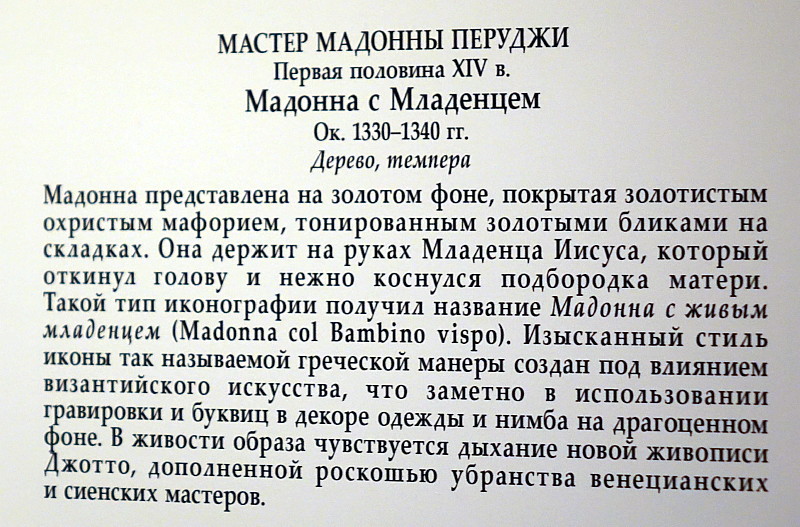 МАСТЕР МАДОННЫ ПЕРУДЖИ
Первая половина XIV в.
Мадонна с Младенцем
Ок. 1330–1340 гг.
Дерево, темпера
Мадонна представлена на золотом фоне, покрытая золотистым
охристым мафорием, тонированным золотыми бликами на
складках. Она держит на руках Младенца Иисуса, который
откинул голову и нежно коснулся подбородка матери.
Такой тип иконографии получил название Мадонна с живым
младенцем (Madonna col Bambino vispo). Изысканный стиль
иконы так называемой греческой манеры создан под влиянием
византийского искусства, что заметно в использовании
гравировки и буквиц в декоре одежды и нимба на драгоценном
фоне. В живости образа чувствуется дыхание новой живописи
Джотто, дополненной роскошью убранства венецианских
и сиенских мастеров.